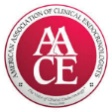 AMERICAN ASSOCIATION OF CLINICAL ENDOCRINOLOGISTS
AA
CE